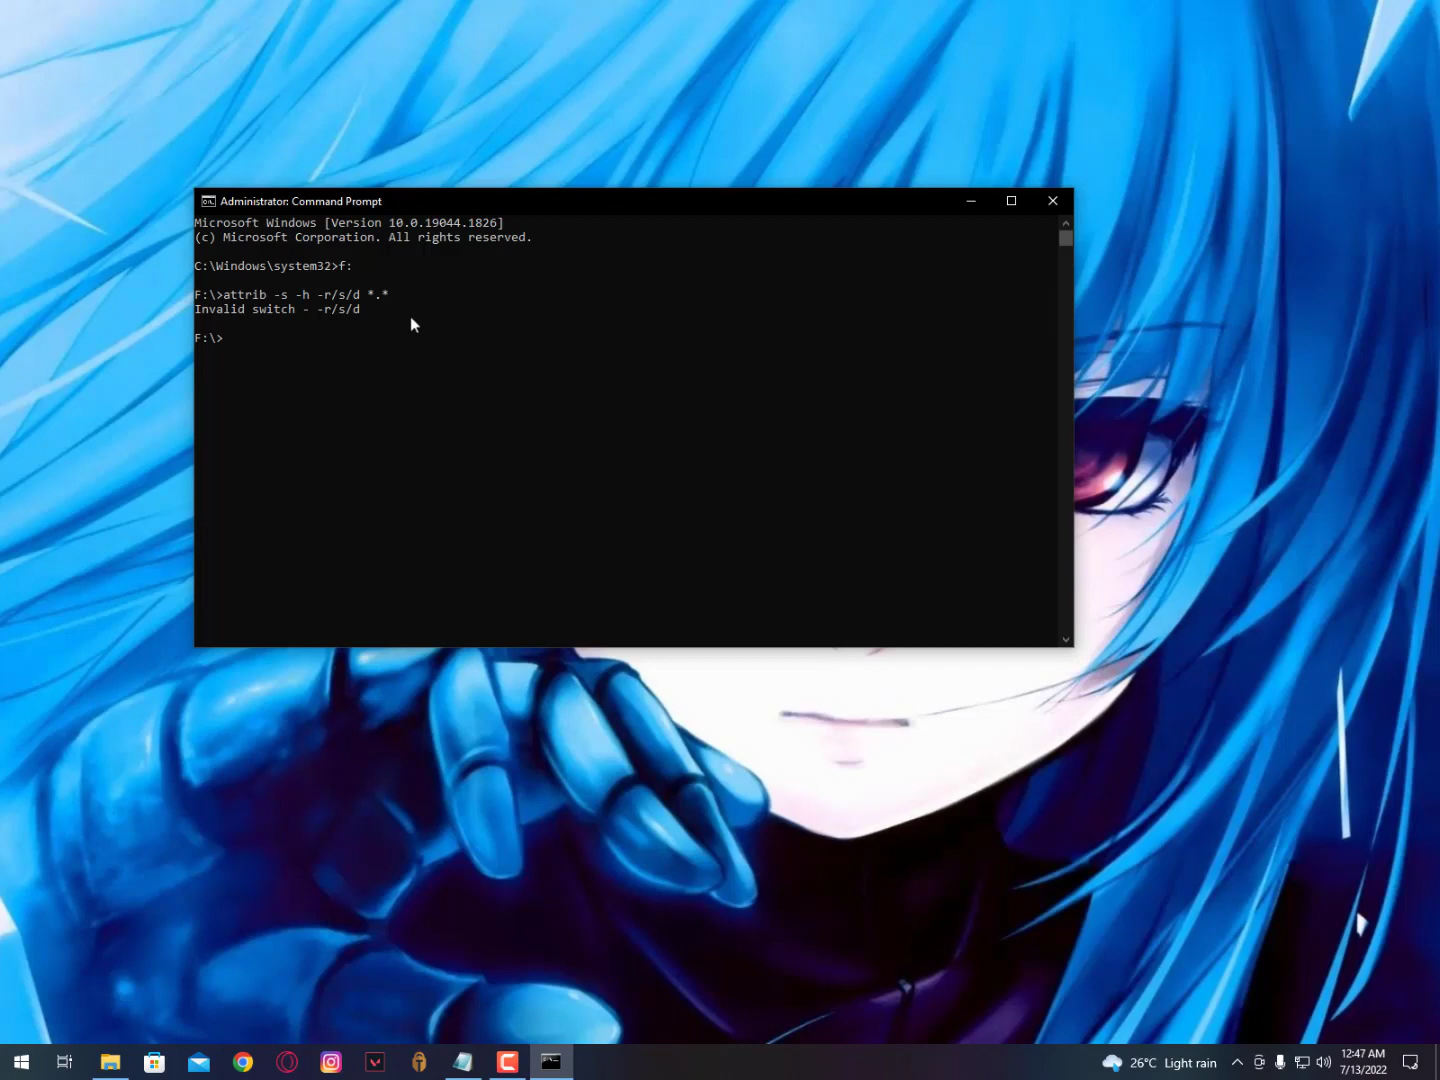 Administrator: Command Prompt
Microsoft Windows [Version 10.0.19044.1826]
(c) Microsoft Corporation. All rights reserved.
C:\Windows\system32>f:
F:\>attrib -s -h -r/s/d *.*
Invalid switch - -r/s/d
F:\>
26°C Light rain
12:47 AM
7/13/2022